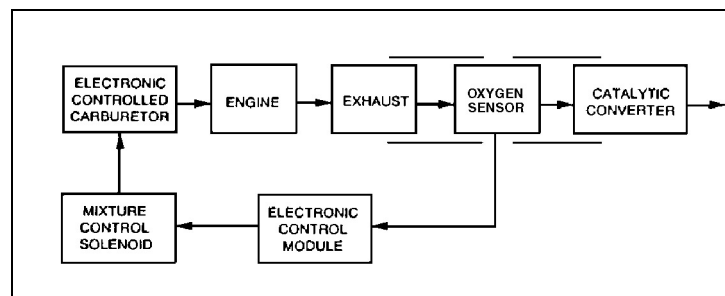 ELECTRONIC
CONTROLLED
CARBURETOR
ENGINE
EXHAUST
OXYGEN
SENSOR
CATALYTIC
CONVERTER
MIXTURE
CONTROL
SOLENOID
ELECTRONIC
CONTROL
MODULE